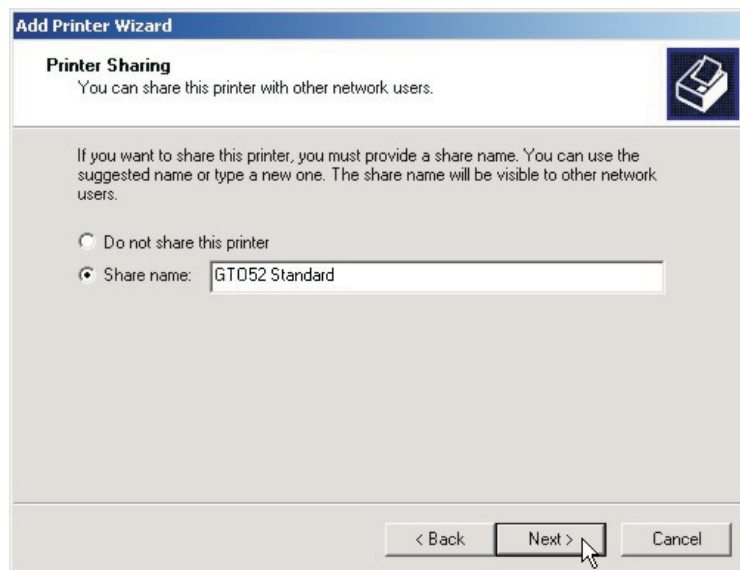 Add Printer Wizard
Printer Sharing
You can share this printer with other network users.
If you want to share this printer, you must provide a share name. You can use the
suggested name or type a new one. The share name will be visible to other network
users.
Do not share this printer
Share name: GTO52 Standard
< Back Next > Cancel